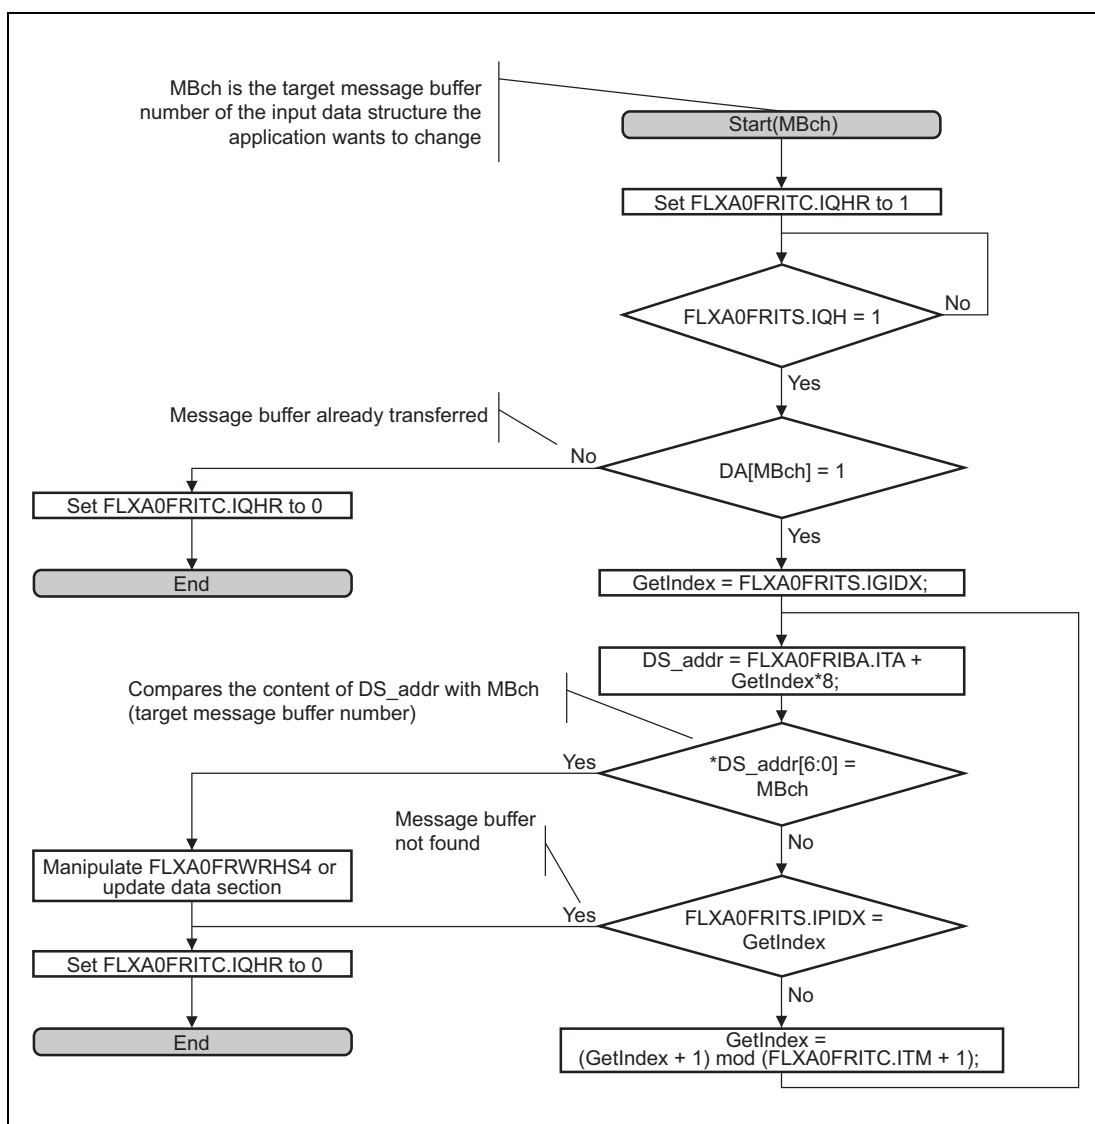 MBch is the target message buffer
number of the input data structure the
application wants to change
Start(MBch)
Set FLXA0FRITC.IQHR to 1
FLXA0FRITS.IQH = 1
No
Yes
Message buffer already transferred
No
DA[MBch] = 1
Set FLXA0FRITC.IQHR to 0
Yes
End
GetIndex = FLXA0FRITS.IGIDX;
DS_addr = FLXA0FRIBA.ITA +
GetIndex*8;
Compares the content of DS_addr with MBch
(target message buffer number)
Yes
*DS_addr[6:0] =
MBch
Message buffer
not found
No
Manipulate FLXA0FRWRHS4 or
update data section
Yes
FLXA0FRITS.IPIDX =
GetIndex
Set FLXA0FRITC.IQHR to 0
No
End
GetIndex =
(GetIndex + 1) mod (FLXA0FRITC.ITM + 1);